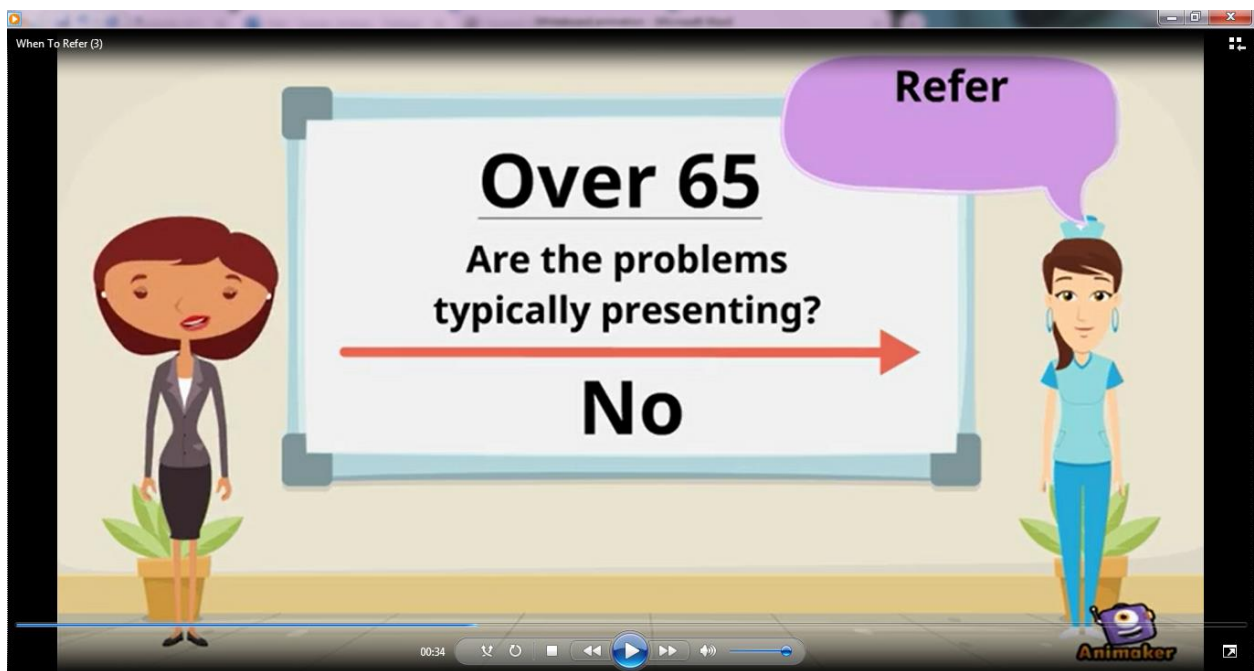 When To Refer (3)
Refer
Over 65
Are the problems
typically presenting?
No
00:34
Animaker